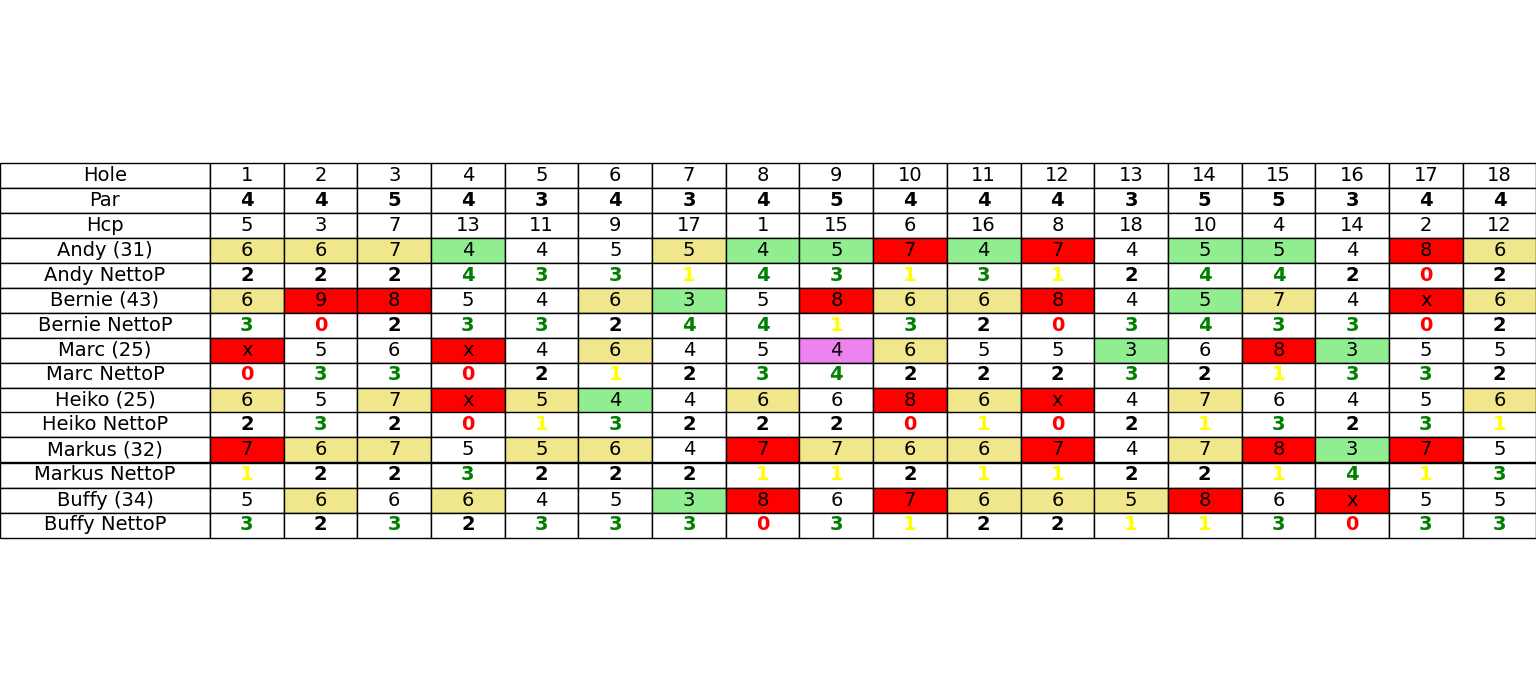 Hole 1 2 3 4 5 6 7 8 9 10 11 12 13 14 15 16 17 18
Par 4 4 5 4 3 4 3 4 5 4 4 4 3 5 5 3 4 4
Hcp 5 3 7 13 11 9 17 1 15 6 16 8 18 10 4 14 2 12
Andy (31) 6 6 7 4 4 5 5 4 5 7 4 7 4 5 5 4 8 6
Andy NettoP 2 2 2 4 3 3 1 4 3 1 3 1 2 4 4 2 0 2
Bernie (43) 6 9 8 5 4 6 3 5 8 6 6 8 4 5 7 4 x 6
Bernie NettoP 3 0 2 3 3 2 4 4 1 3 2 0 3 4 3 3 0 2
Marc (25) x 5 6 x 4 6 4 5 4 6 5 5 3 6 8 3 5 5
Marc NettoP 0 3 3 0 2 1 2 3 4 2 2 2 3 2 1 3 3 2
Heiko (25) 6 5 7 x 5 4 4 6 6 8 6 x 4 7 6 4 5 6
Heiko NettoP 2 3 2 0 1 3 2 2 2 0 1 0 2 1 3 2 3 1
Markus (32) 7 6 7 5 5 6 4 7 7 6 6 7 4 7 8 3 7 5
Markus NettoP 1 2 2 3 2 2 2 1 1 2 1 1 2 2 1 4 1 3
Buffy (34) 5 6 6 6 4 5 3 8 6 7 6 6 5 8 6 x 5 5
Buffy NettoP 3 2 3 2 3 3 3 0 3 1 2 2 1 1 3 0 3 3